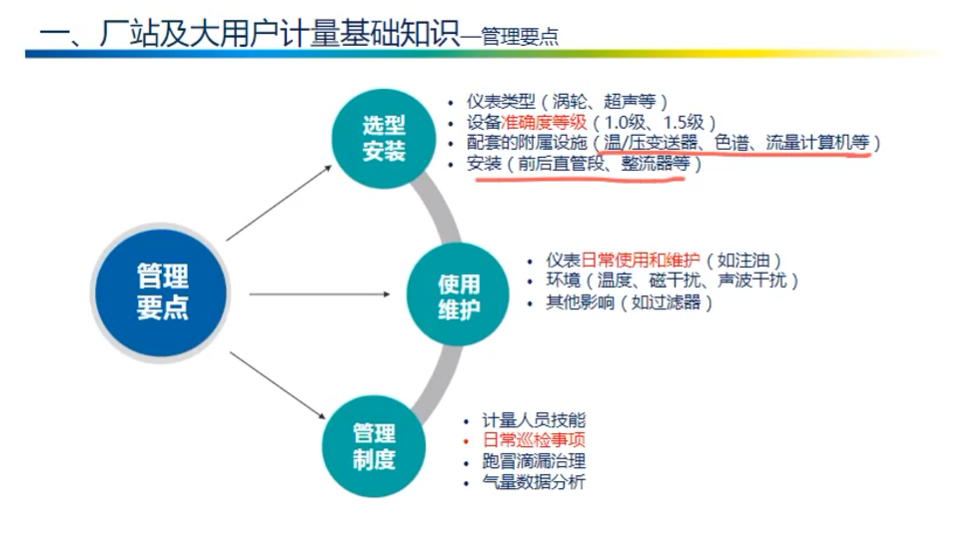 一、厂站及大用户计量基础知识—管理要点
选型
安装
• 仪表类型（涡轮、超声等）
• 设备准确度等级（1.0级、1.5级）
• 配套的附属设施（温/压变送器、色谱、流量计算机等）
• 安装（前后直管段、整流器等）
管理
要点
使用
维护
• 仪表日常使用和维护（如注油）
• 环境（温度、磁干扰、声波干扰）
• 其他影响（如过滤器）
管理
制度
• 计量人员技能
• 日常巡检事项
• 跑冒滴漏治理
• 气量数据分析